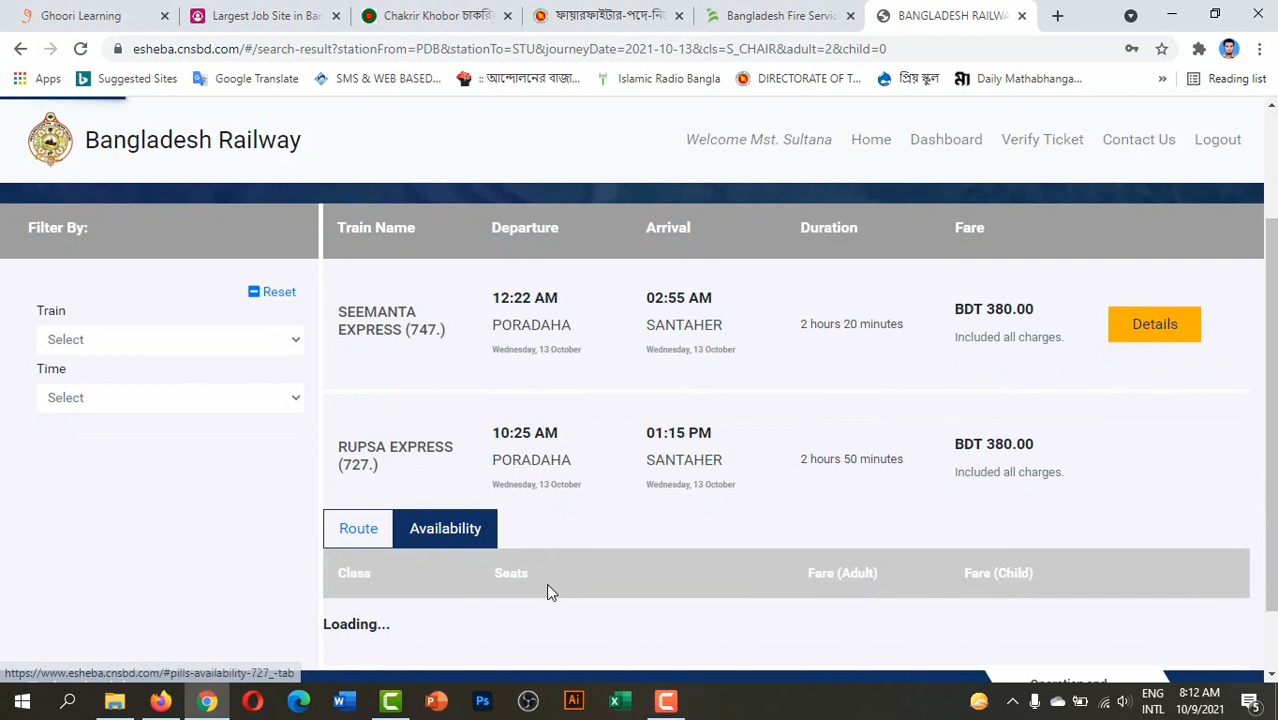 Ghoori Learning
Largest Job Site in Ban
Chakrir Khobor চাকরি
ফায়ারফাইটার-পদে-নি
Bangladesh Fire Servic
BANGLADESH RAILWA
esheba.cnsbd.com/#/search-result?stationFrom=PDB&stationTo=STU&journeyDate=2021-10-13&cls=S_CHAIR&adult=2&child=0
Apps
Suggested Sites
Google Translate
SMS & WEB BASED...
:: আন্দোলনের বাজা...
Islamic Radio Bangla
DIRECTORATE OF T...
প্রিয় স্কুল
Daily Mathabhanga...
»
Reading list
Bangladesh Railway
Welcome Mst. Sultana
Home
Dashboard
Verify Ticket
Contact Us
Logout
Filter By:
Train Name
Departure
Arrival
Duration
Fare
Reset
Train
Select
Time
Select
SEEMANTA
EXPRESS (747.)
12:22 AM
PORADAHA
Wednesday, 13 October
02:55 AM
SANTAHER
Wednesday, 13 October
2 hours 20 minutes
BDT 380.00
Included all charges.
Details
RUPSA EXPRESS
(727.)
10:25 AM
PORADAHA
Wednesday, 13 October
01:15 PM
SANTAHER
Wednesday, 13 October
2 hours 50 minutes
BDT 380.00
Included all charges.
Route
Availability
Class
Seats
Fare (Adult)
Fare (Child)
Loading...
https://www.esheba.cnsbd.com/#pills-availability-727_-tab
ENG
INTL
8:12 AM
10/9/2021
5